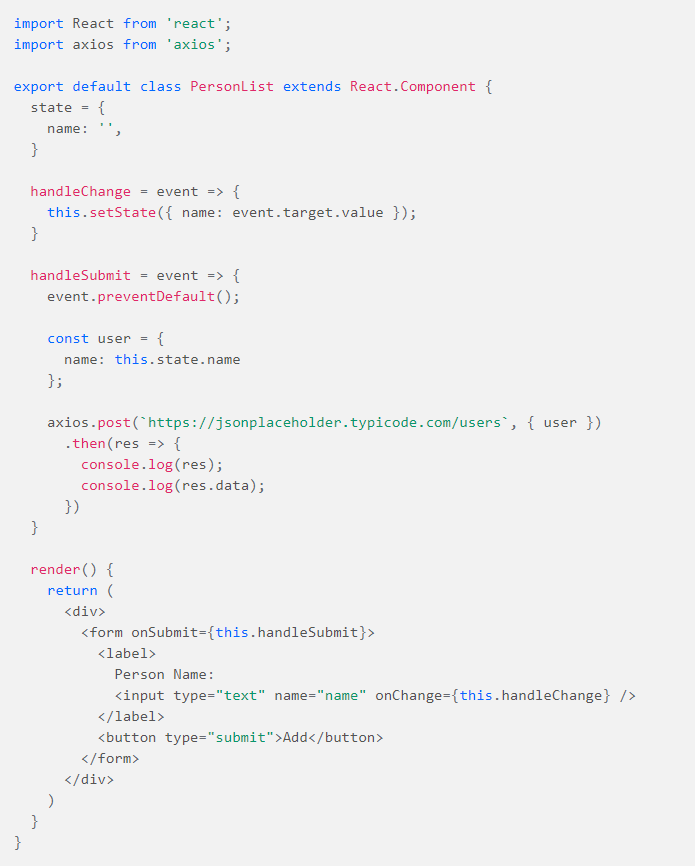 import React from 'react';
import axios from 'axios';

export default class PersonList extends React.Component {
  state = {
    name: '',
  }

  handleChange = event => {
    this.setState({ name: event.target.value });
  }

  handleSubmit = event => {
    event.preventDefault();

    const user = {
      name: this.state.name
    };

    axios.post(`https://jsonplaceholder.typicode.com/users`, { user })
      .then(res => {
        console.log(res);
        console.log(res.data);
      })
  }

  render() {
    return (
      <div>
        <form onSubmit={this.handleSubmit}>
          <label>
            Person Name:
            <input type="text" name="name" onChange={this.handleChange} />
          </label>
          <button type="submit">Add</button>
        </form>
      </div>
    )
  }
}